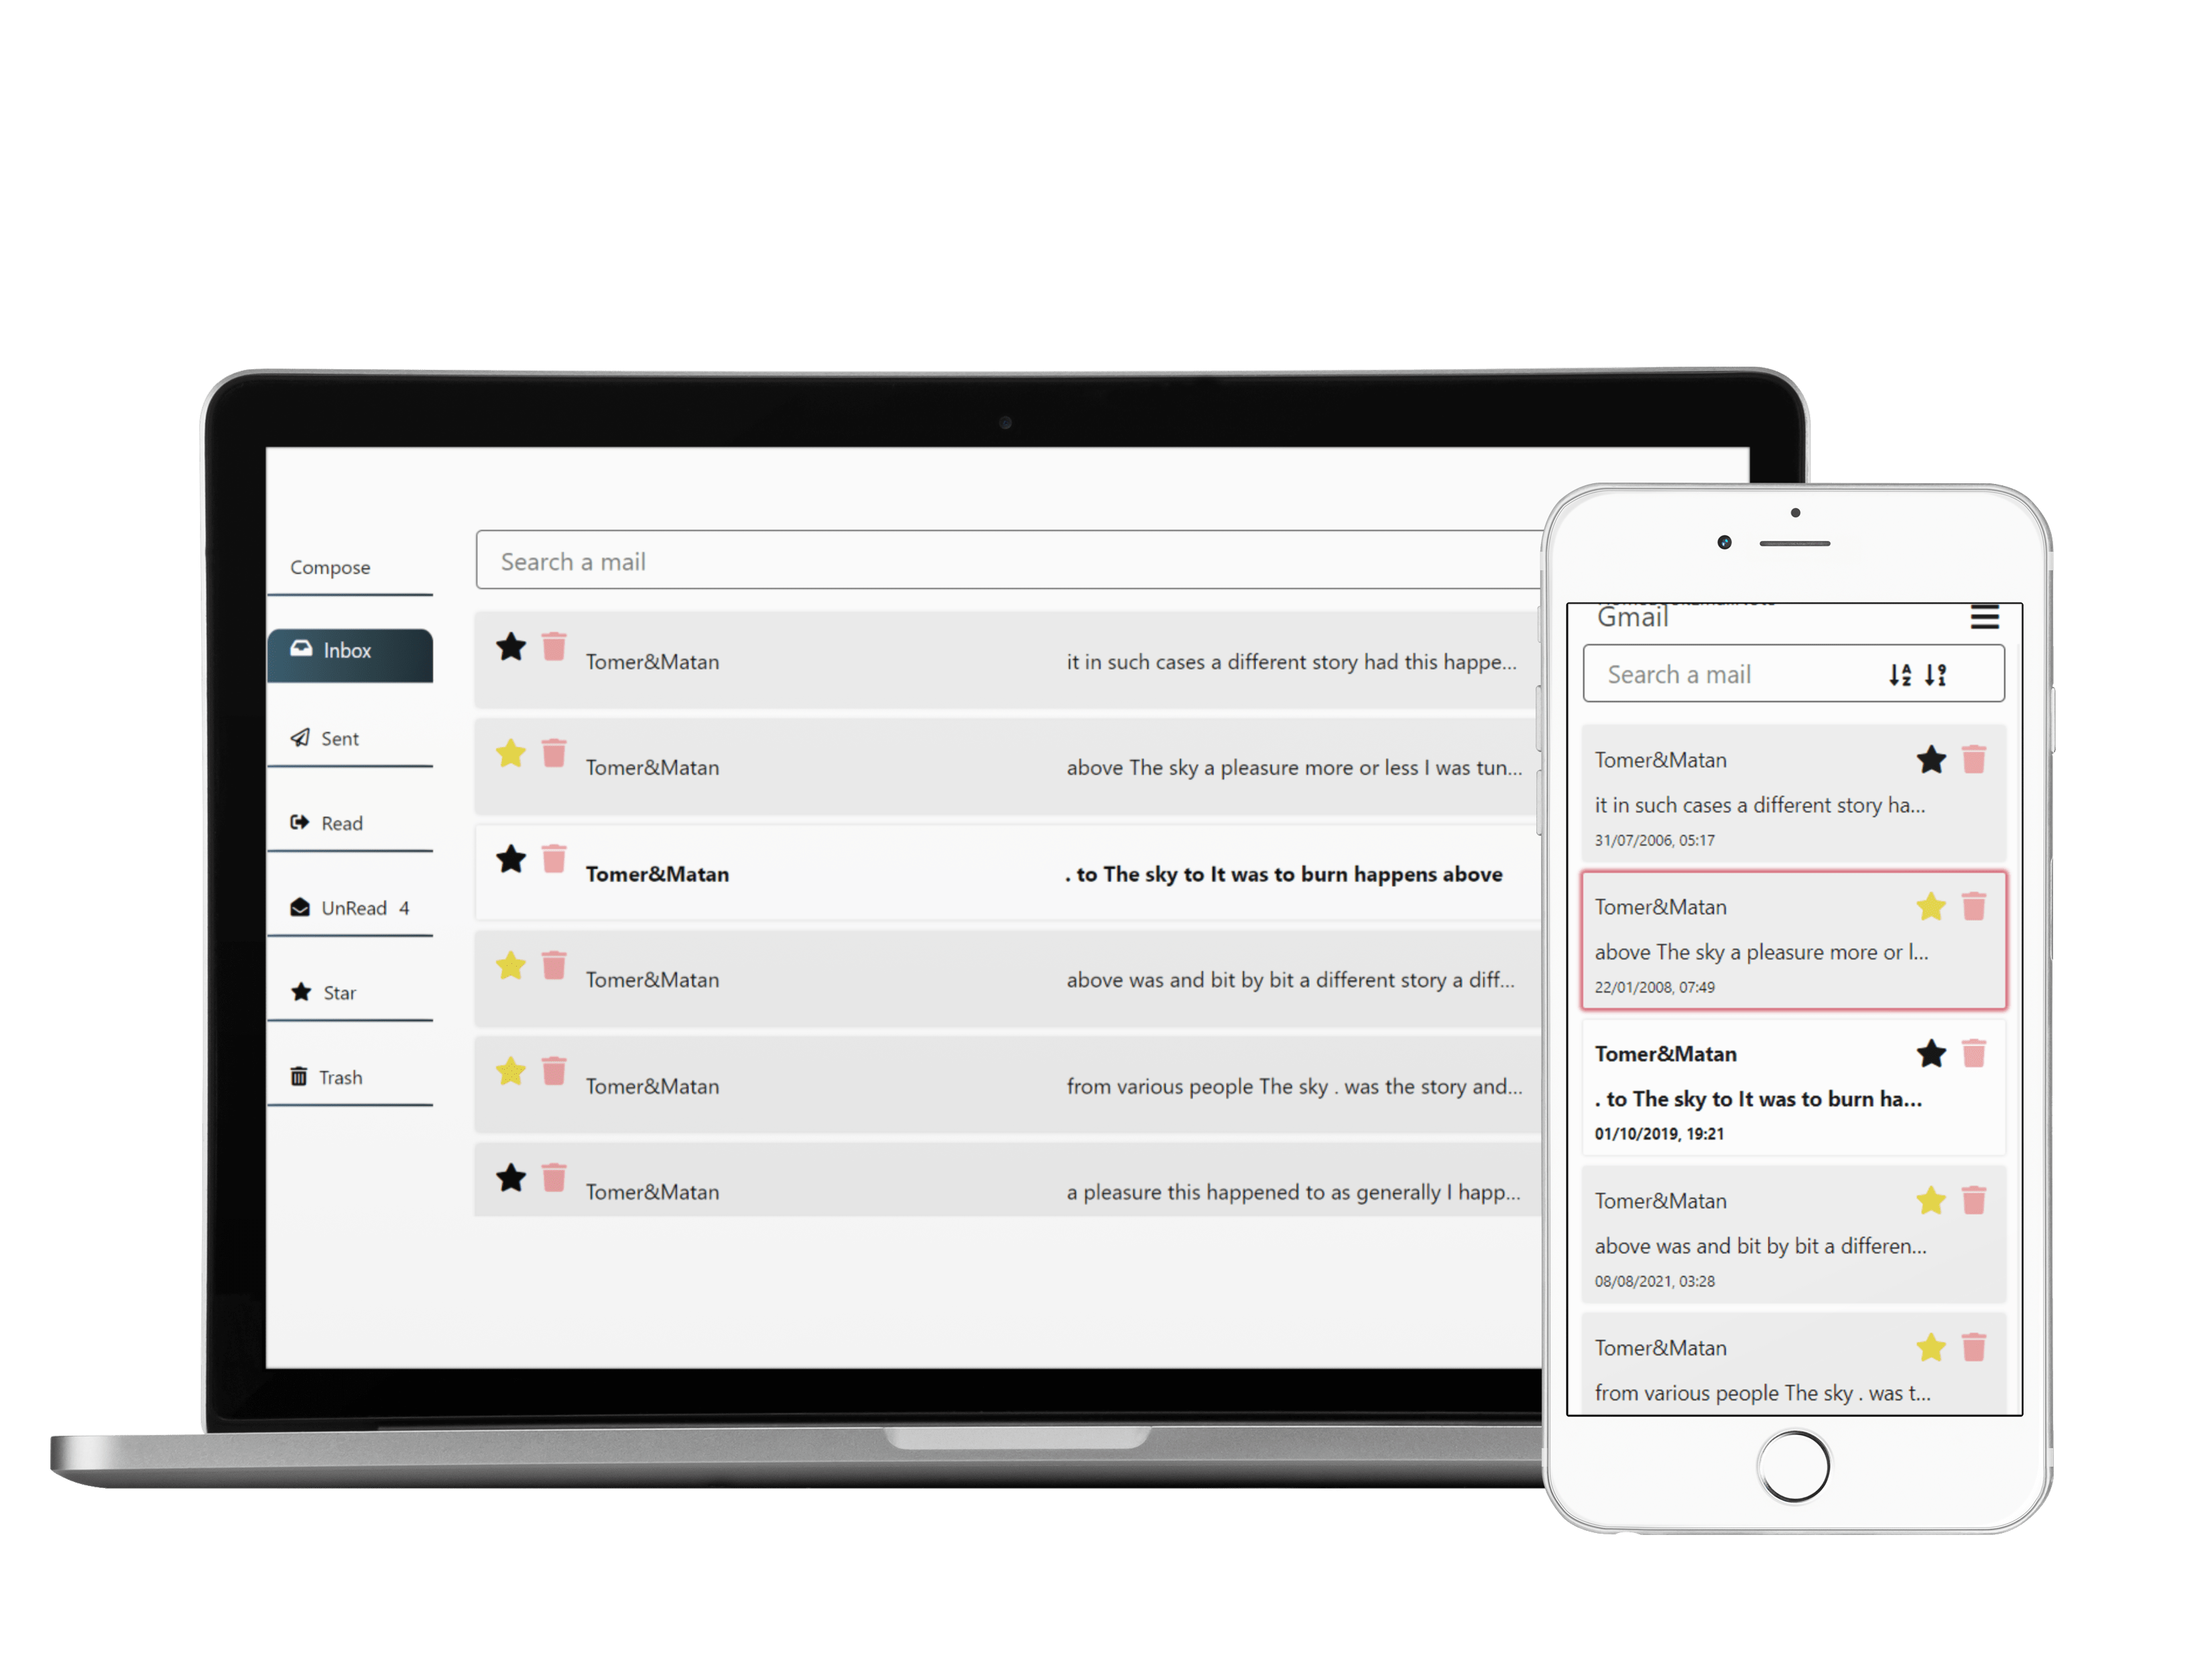 Compose
Inbox
Sent
Read
UnRead 4
Star
Trash
Search a mail
Tomer&Matan it in such cases a different story had this happe...
Tomer&Matan above The sky a pleasure more or less I was tun...
Tomer&Matan . to The sky to It was to burn happens above
Tomer&Matan above was and bit by bit a different story a diff...
Tomer&Matan from various people The sky . was the story and...
Tomer&Matan a pleasure this happened to as generally I happ...
Gmail
Search a mail
Tomer&Matan
it in such cases a different story ha...
31/07/2006, 05:17
Tomer&Matan
above The sky a pleasure more or l...
22/01/2008, 07:49
Tomer&Matan
. to The sky to It was to burn ha...
01/10/2019, 19:21
Tomer&Matan
above was and bit by bit a differen...
08/08/2021, 03:28
Tomer&Matan
from various people The sky . was t...